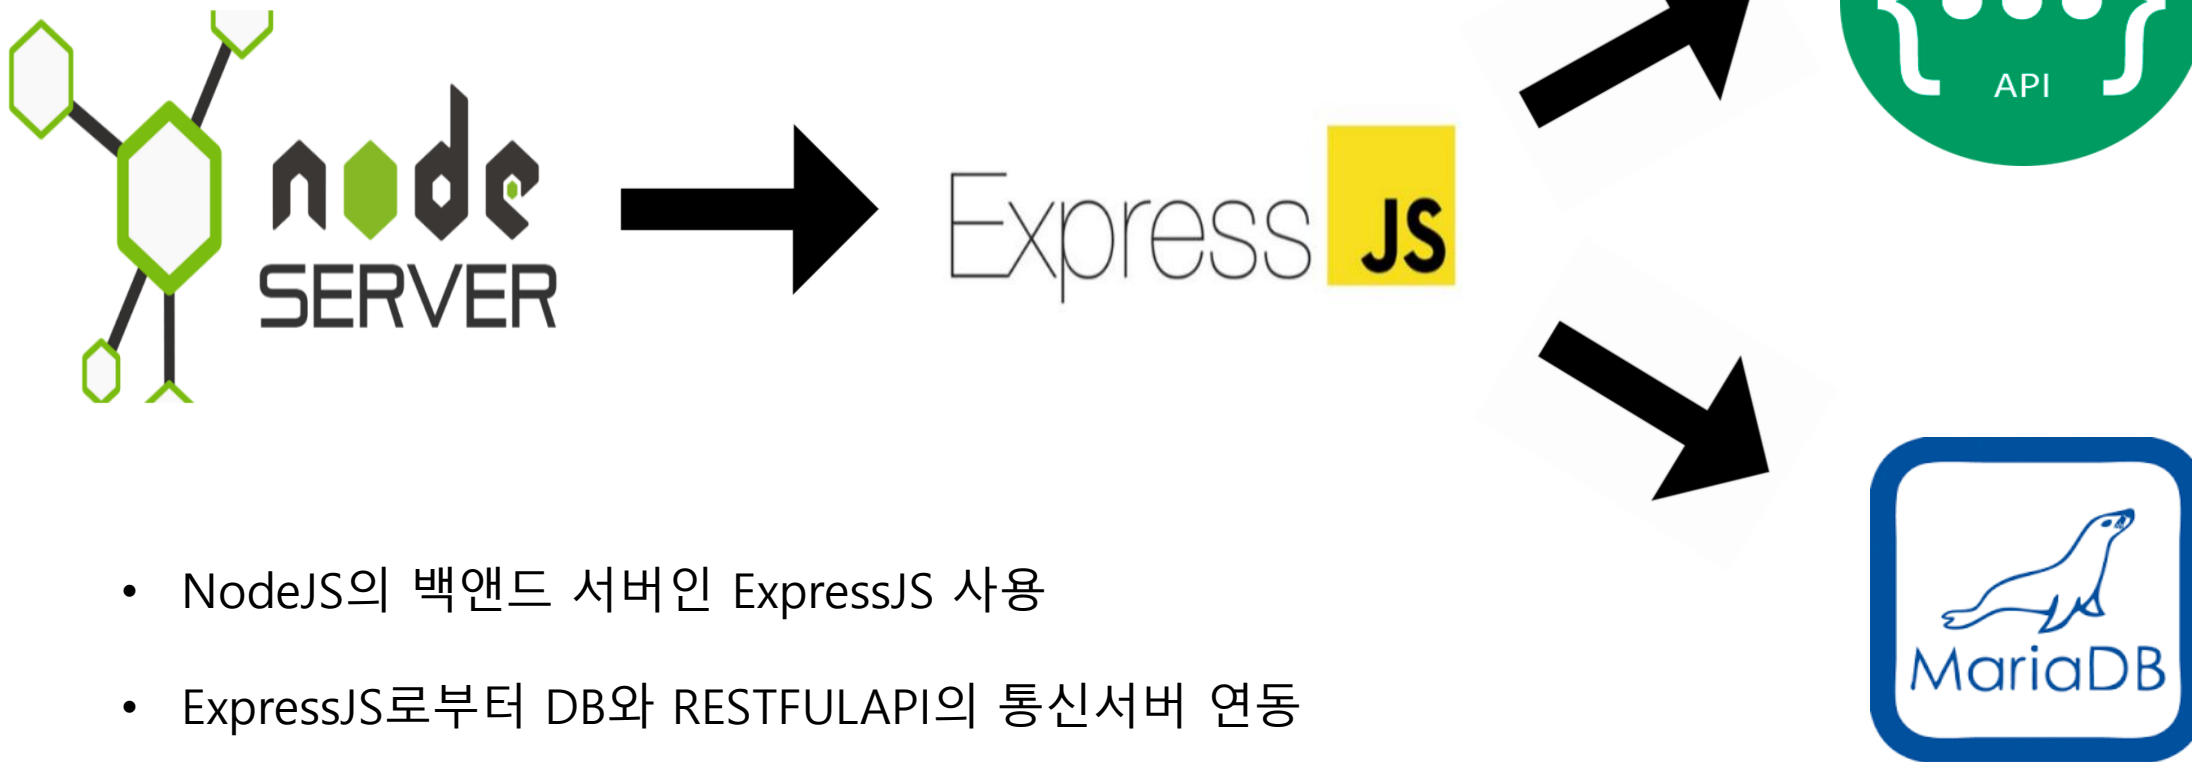 API
node
SERVER
Express JS
MariaDB
• NodeJS의 백앤드 서버인 ExpressJS 사용
• ExpressJS로부터 DB와 RESTFULAPI의 통신서버 연동